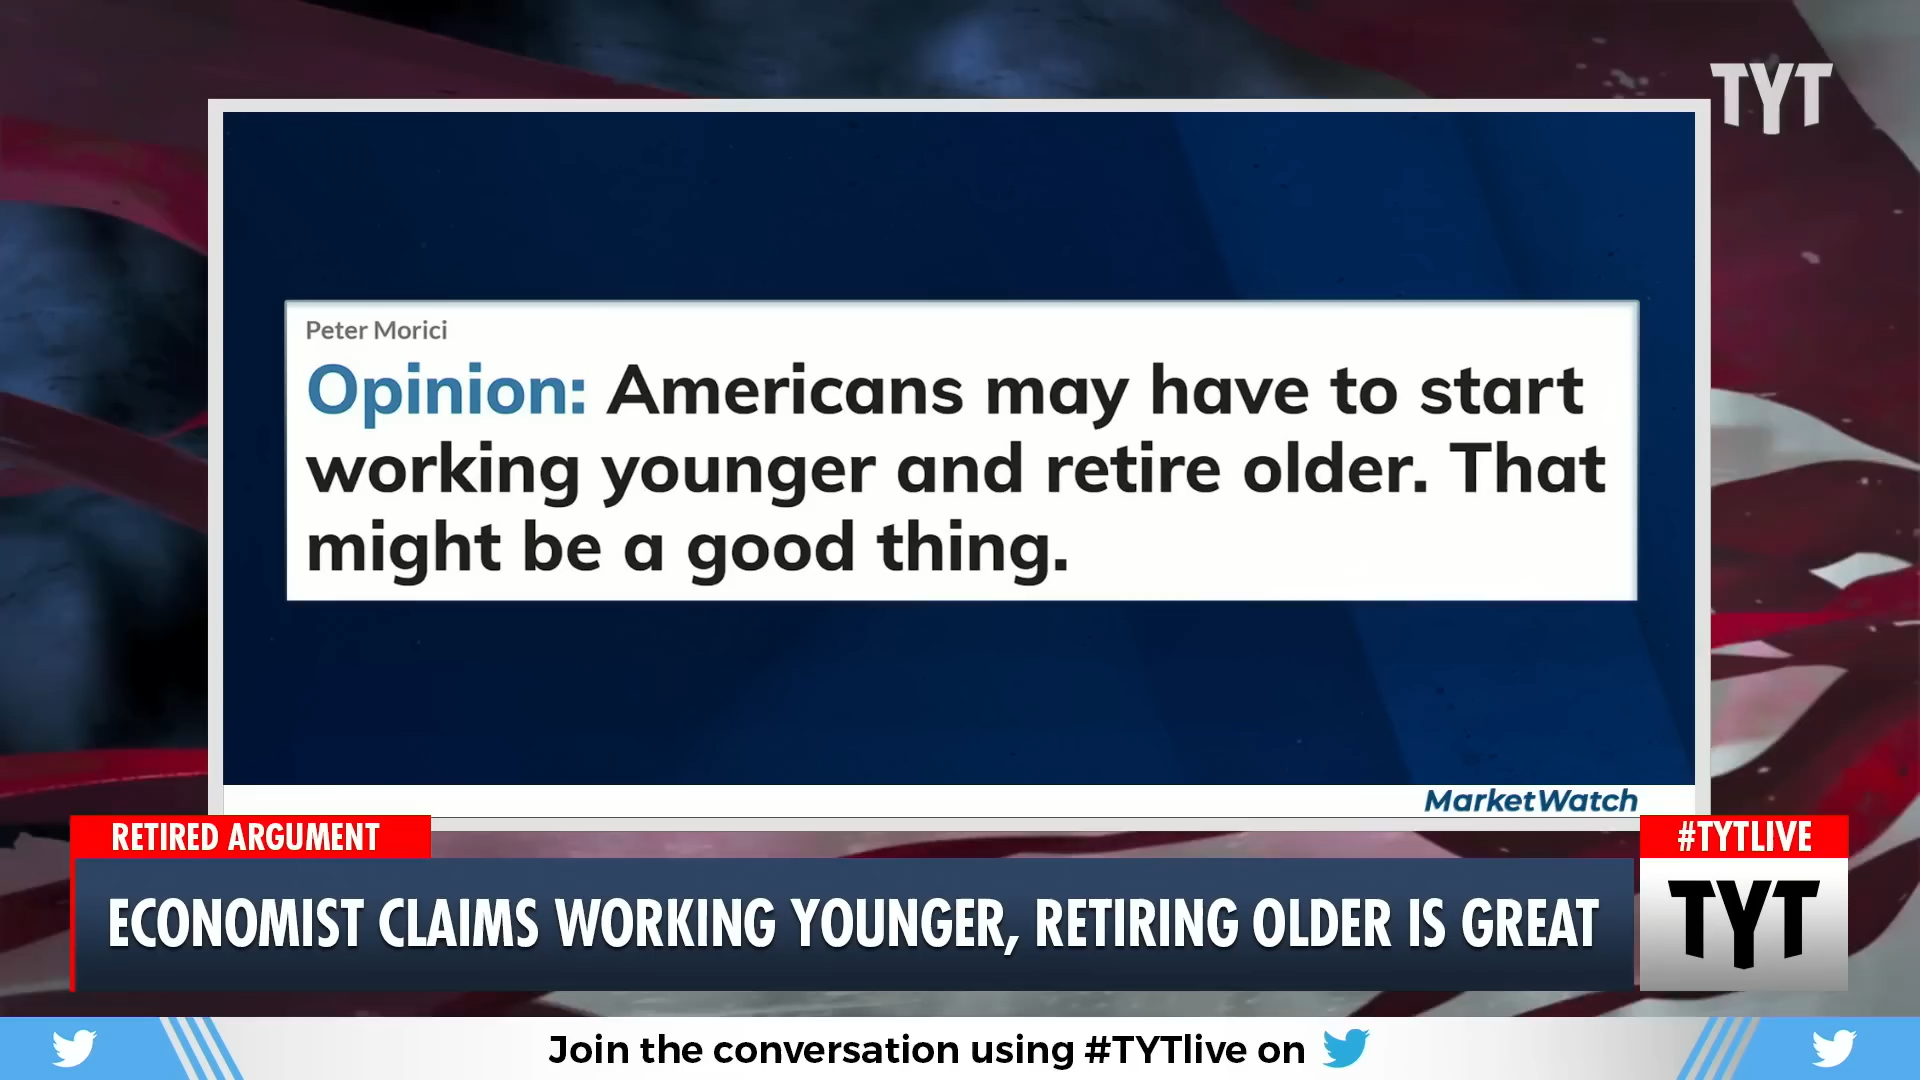 TYT
Peter Morici
Opinion: Americans may have to start
working younger and retire older. That
might be a good thing.
MarketWatch
RETIRED ARGUMENT
#TYTLIVE
ECONOMIST CLAIMS WORKING YOUNGER, RETIRING OLDER IS GREAT
TYT
Join the conversation using #TYTlive on